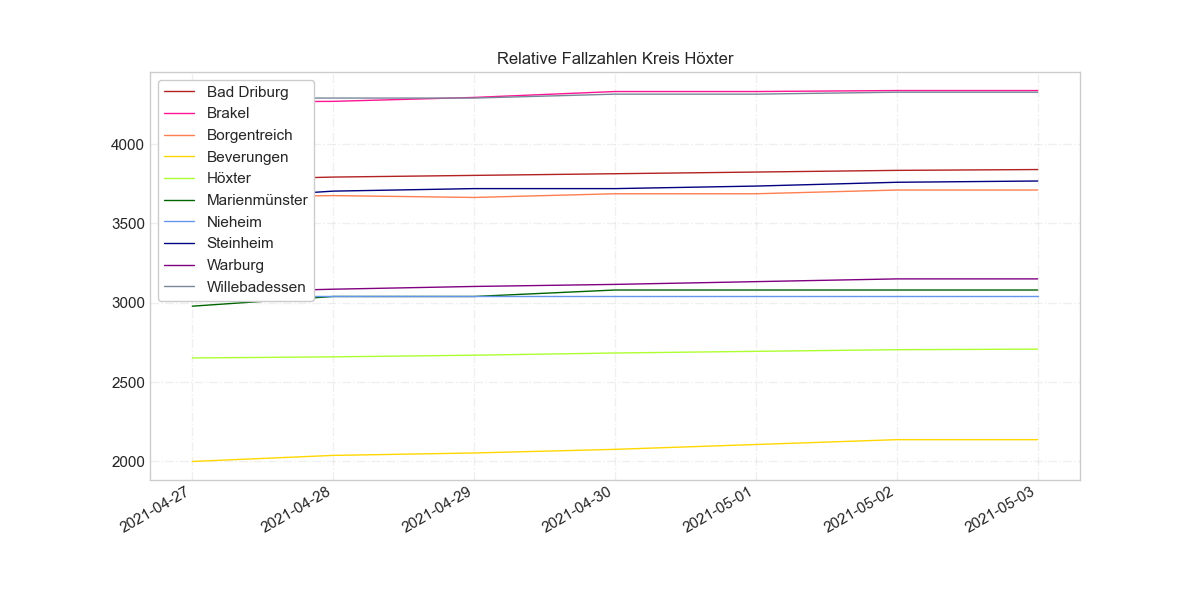 Relative Fallzahlen Kreis Höxter
Bad Driburg
Brakel
Borgentreich
Beverungen
Höxter
Marienmünster
Nieheim
Steinheim
Warburg
Willebadessen
4000
3500
3000
2500
2000
2021-04-27
2021-04-28
2021-04-29
2021-04-30
2021-05-01
2021-05-02
2021-05-03